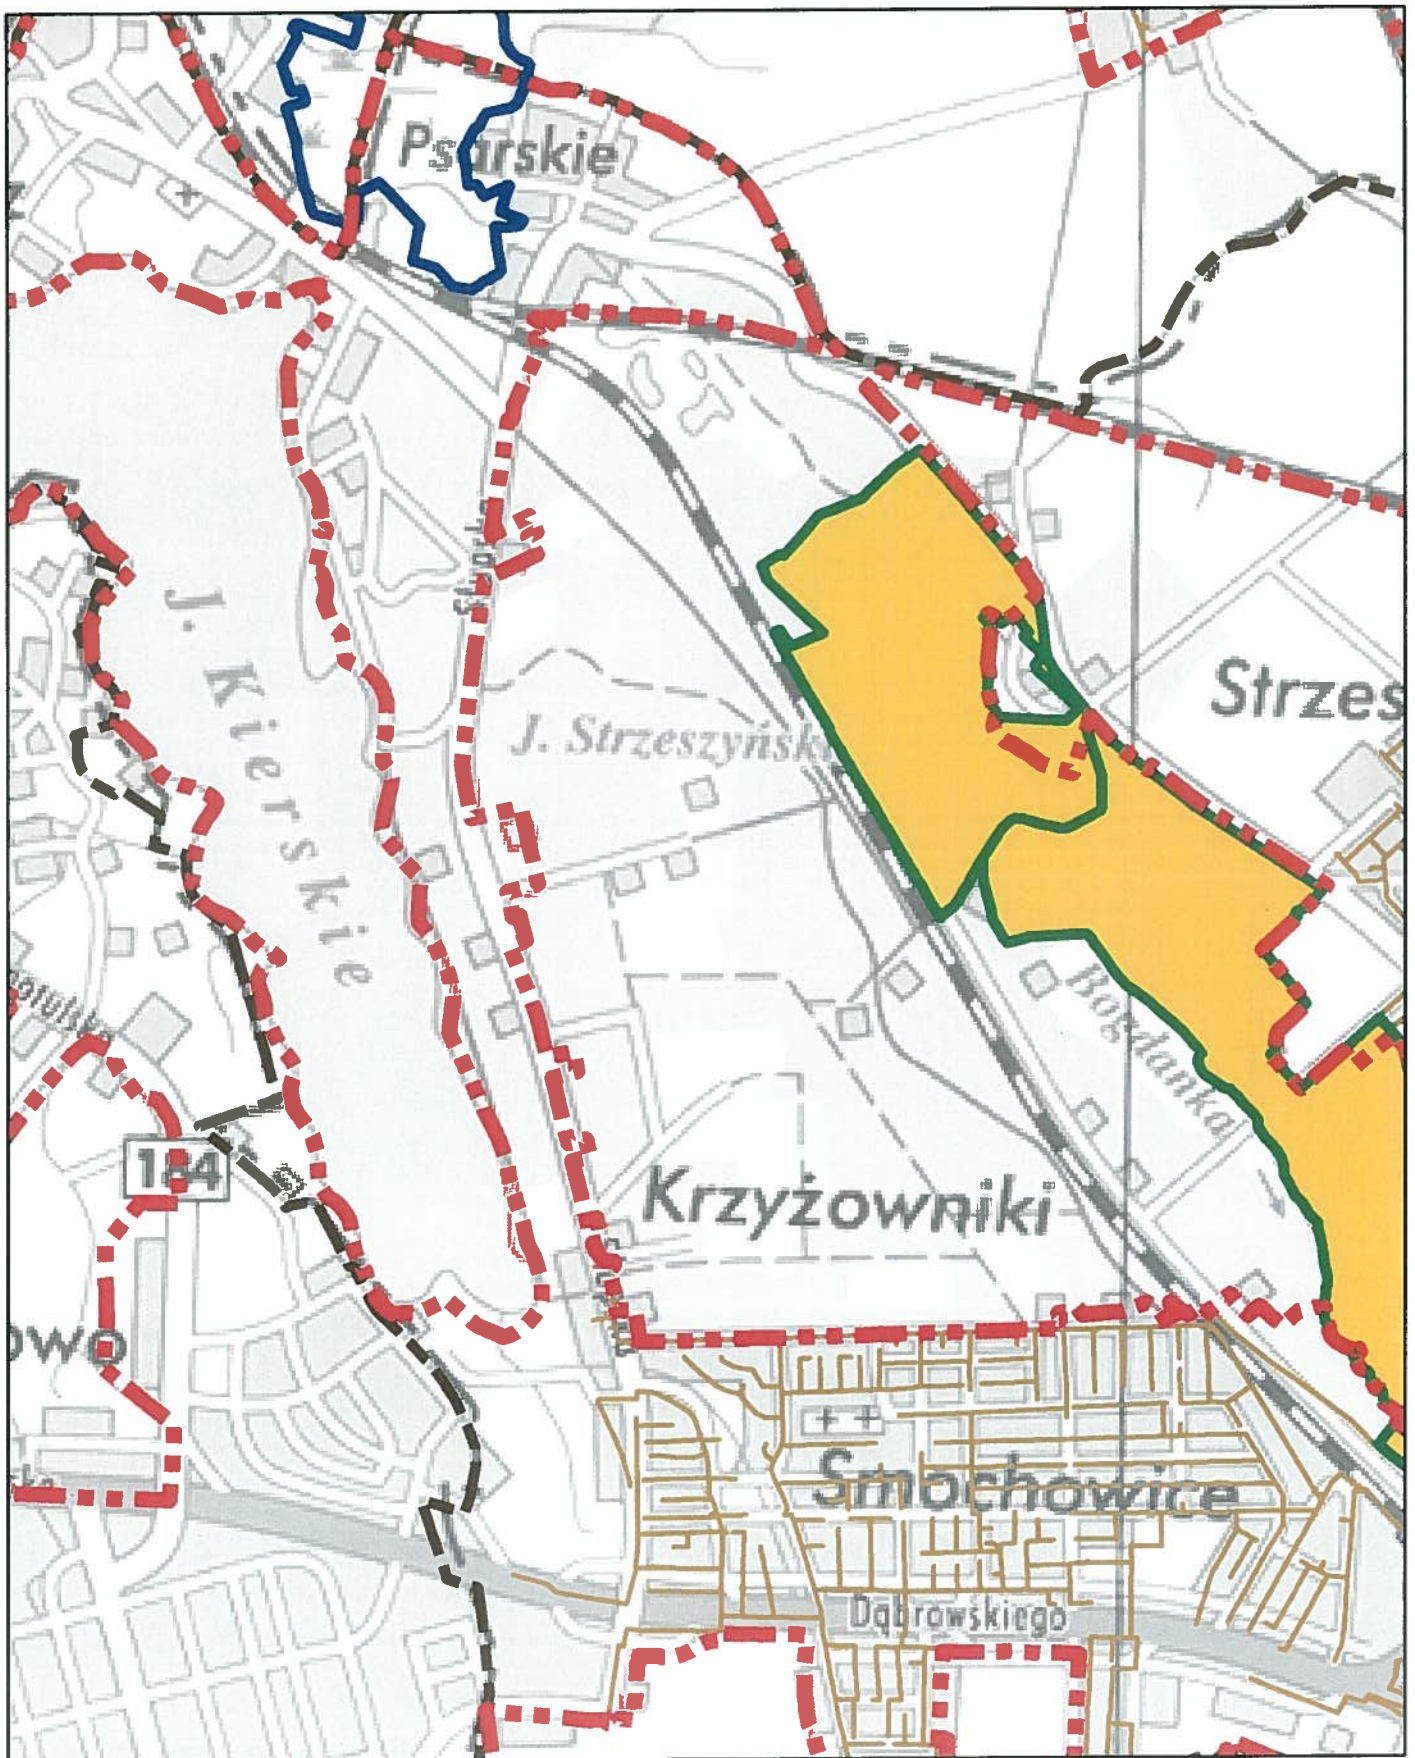 Psarskie
J. Kierskie
Strzes
J. Strzeszyński
Bogdanka
184
Krzyżowniki
owo
Smochowice
Dąbrowskiego